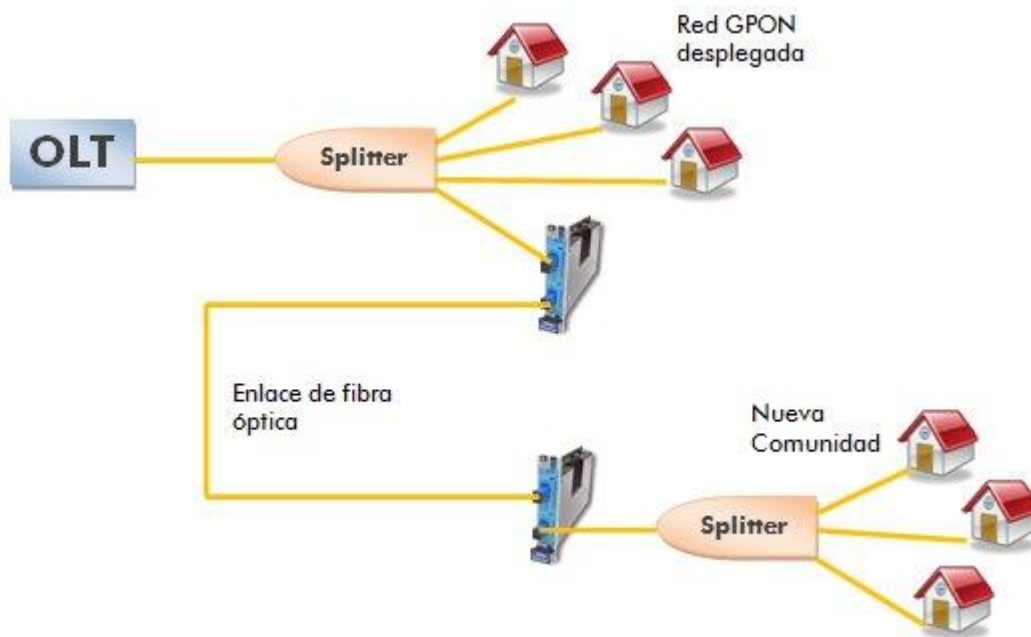 Red GPON
desplegada
OLT
Splitter
Enlace de fibra
óptica
Nueva
Comunidad
Splitter